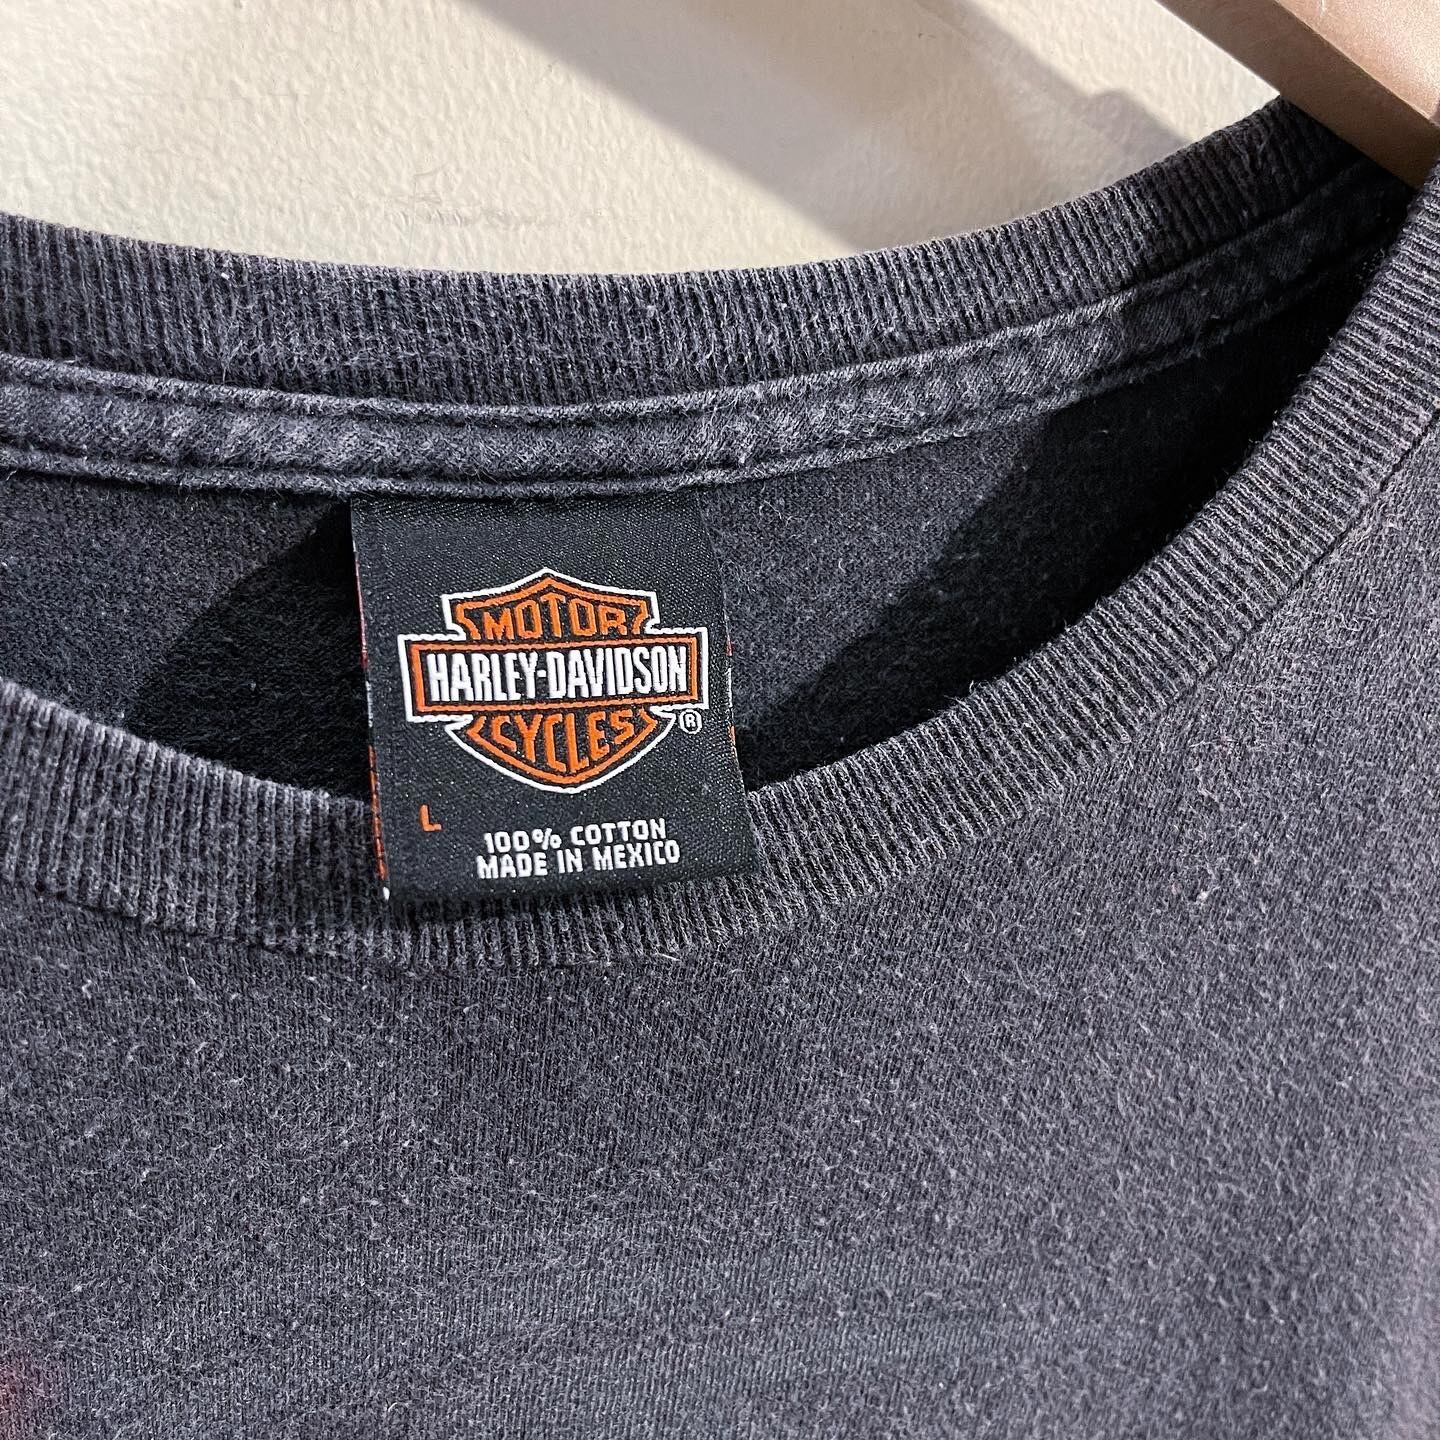 MOTOR
HARLEY-DAVIDSON
CYCLES ®
L
100% COTTON
MADE IN MEXICO